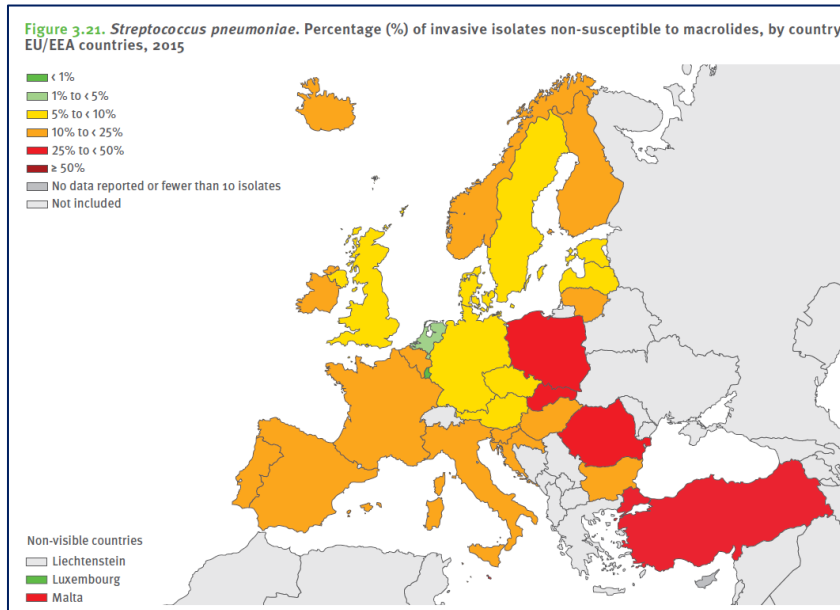 Figure 3.21. Streptococcus pneumoniae. Percentage (%) of invasive isolates non-susceptible to macrolides, by country
EU/EEA countries, 2015
< 1%
1% to < 5%
5% to < 10%
10% to < 25%
25% to < 50%
≥ 50%
No data reported or fewer than 10 isolates
Not included
Non-visible countries
Liechtenstein
Luxembourg
Malta